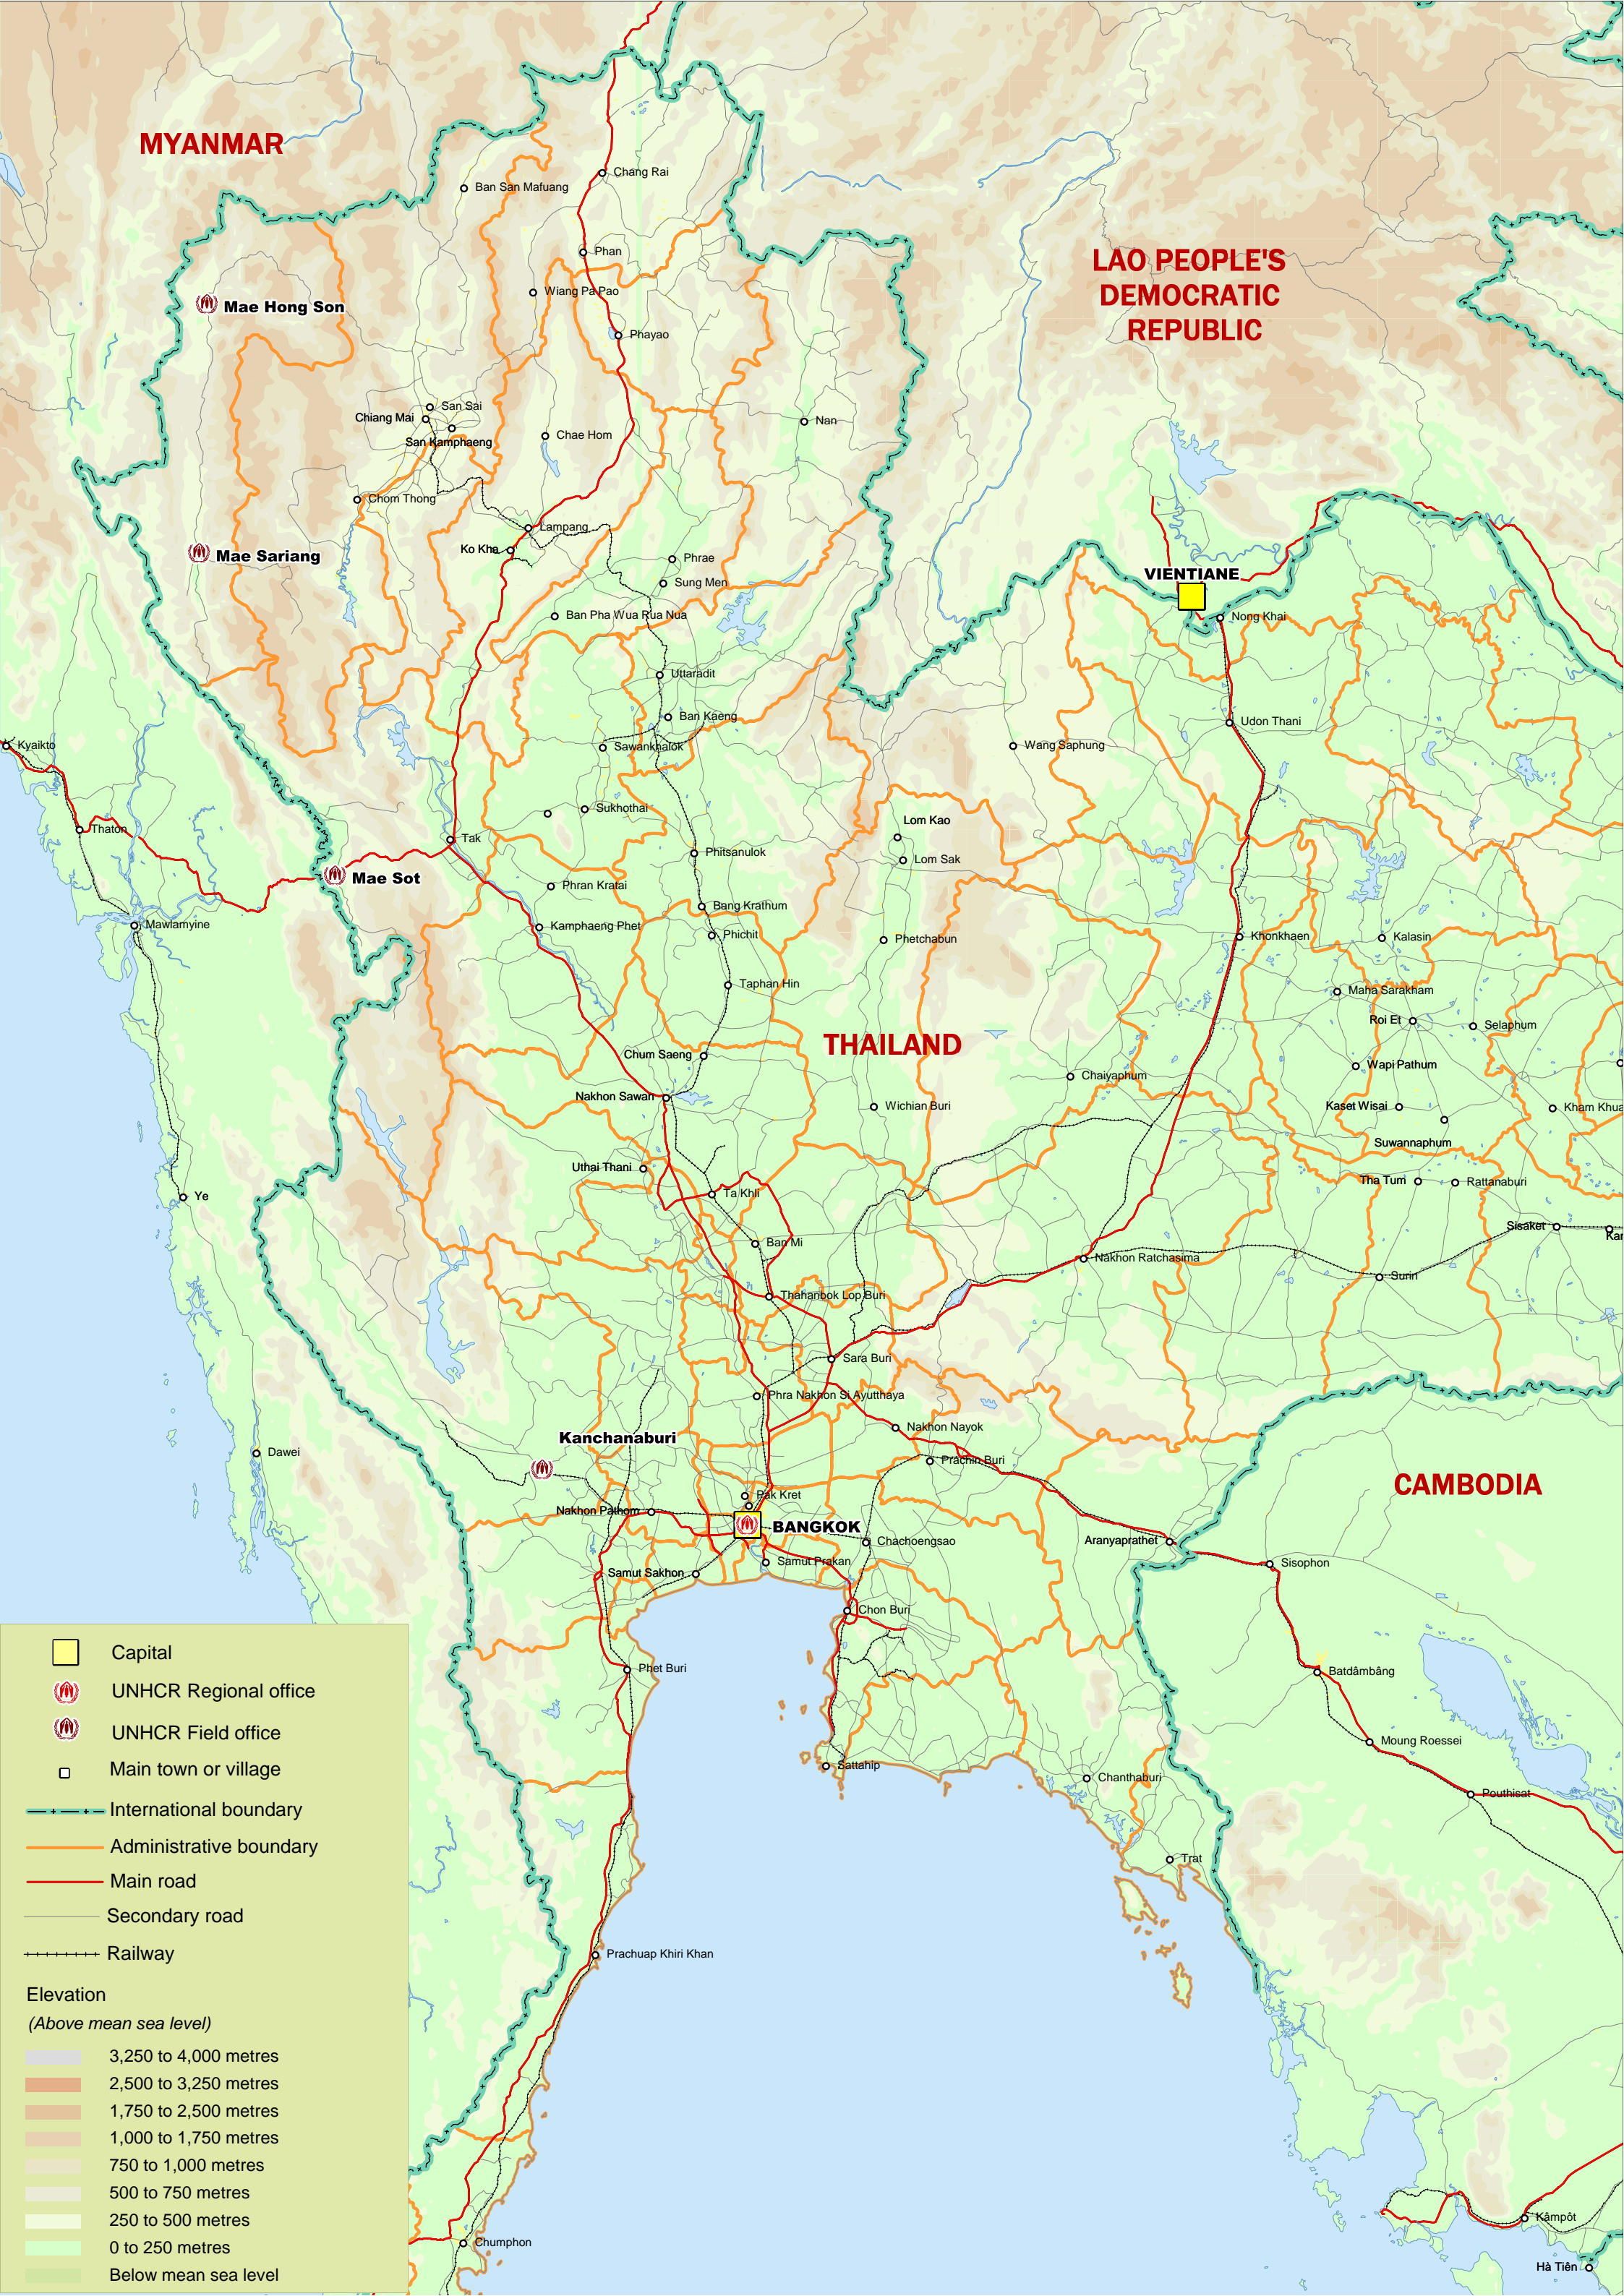 MYANMAR
Chang Rai
Ban San Mafuang
Phan
LAO PEOPLE'S
DEMOCRATIC
REPUBLIC
Wiang Pa Pao
Mae Hong Son
Phayao
San Sai
Chiang Mai
San Kamphaeng
Chae Hom
Nan
Chom Thong
Lampang
Ko Kha
Mae Sariang
Phrae
Sung Men
VIENTIANE
Ban Pha Wua Rua Nua
Nong Khai
Uttaradit
Ban Kaeng
Udon Thani
Kyaikto
Sawankhalok
Wang Saphung
Sukhothai
Lom Kao
Thaton
Tak
Phitsanulok
Lom Sak
Mae Sot
Phran Kratai
Bang Krathum
Mawlamyine
Kamphaeng Phet
Phichit
Phetchabun
Khonkhaen
Kalasin
Taphan Hin
Maha Sarakham
Roi Et
Selaphum
THAILAND
Chum Saeng
Wapi Pathum
Chaiyaphum
Nakhon Sawan
Wichian Buri
Kaset Wisai
Kham Khua
Suwannaphum
Uthai Thani
Tha Tum
Rattanaburi
Ye
Ta Khli
Sisaket
Kar
Ban Mi
Nakhon Ratchasima
Surin
Thahanbok Lop Buri
Sara Buri
Phra Nakhon Si Ayutthaya
Nakhon Nayok
Kanchanaburi
Dawei
Prachin Buri
CAMBODIA
Pak Kret
Nakhon Pathom
BANGKOK
Chachoengsao
Aranyaprathet
Samut Prakan
Sisophon
Samut Sakhon
Chon Buri
Phet Buri
Batdâmbâng
Moung Roessei
Sattahip
Chanthaburi
Pouthisat
Trat
Prachuap Khiri Khan
Kâmpôt
Chumphon
Hà Tiên
Capital
UNHCR Regional office
UNHCR Field office
Main town or village
International boundary
Administrative boundary
Main road
Secondary road
Railway
Elevation
(Above mean sea level)
3,250 to 4,000 metres
2,500 to 3,250 metres
1,750 to 2,500 metres
1,000 to 1,750 metres
750 to 1,000 metres
500 to 750 metres
250 to 500 metres
0 to 250 metres
Below mean sea level